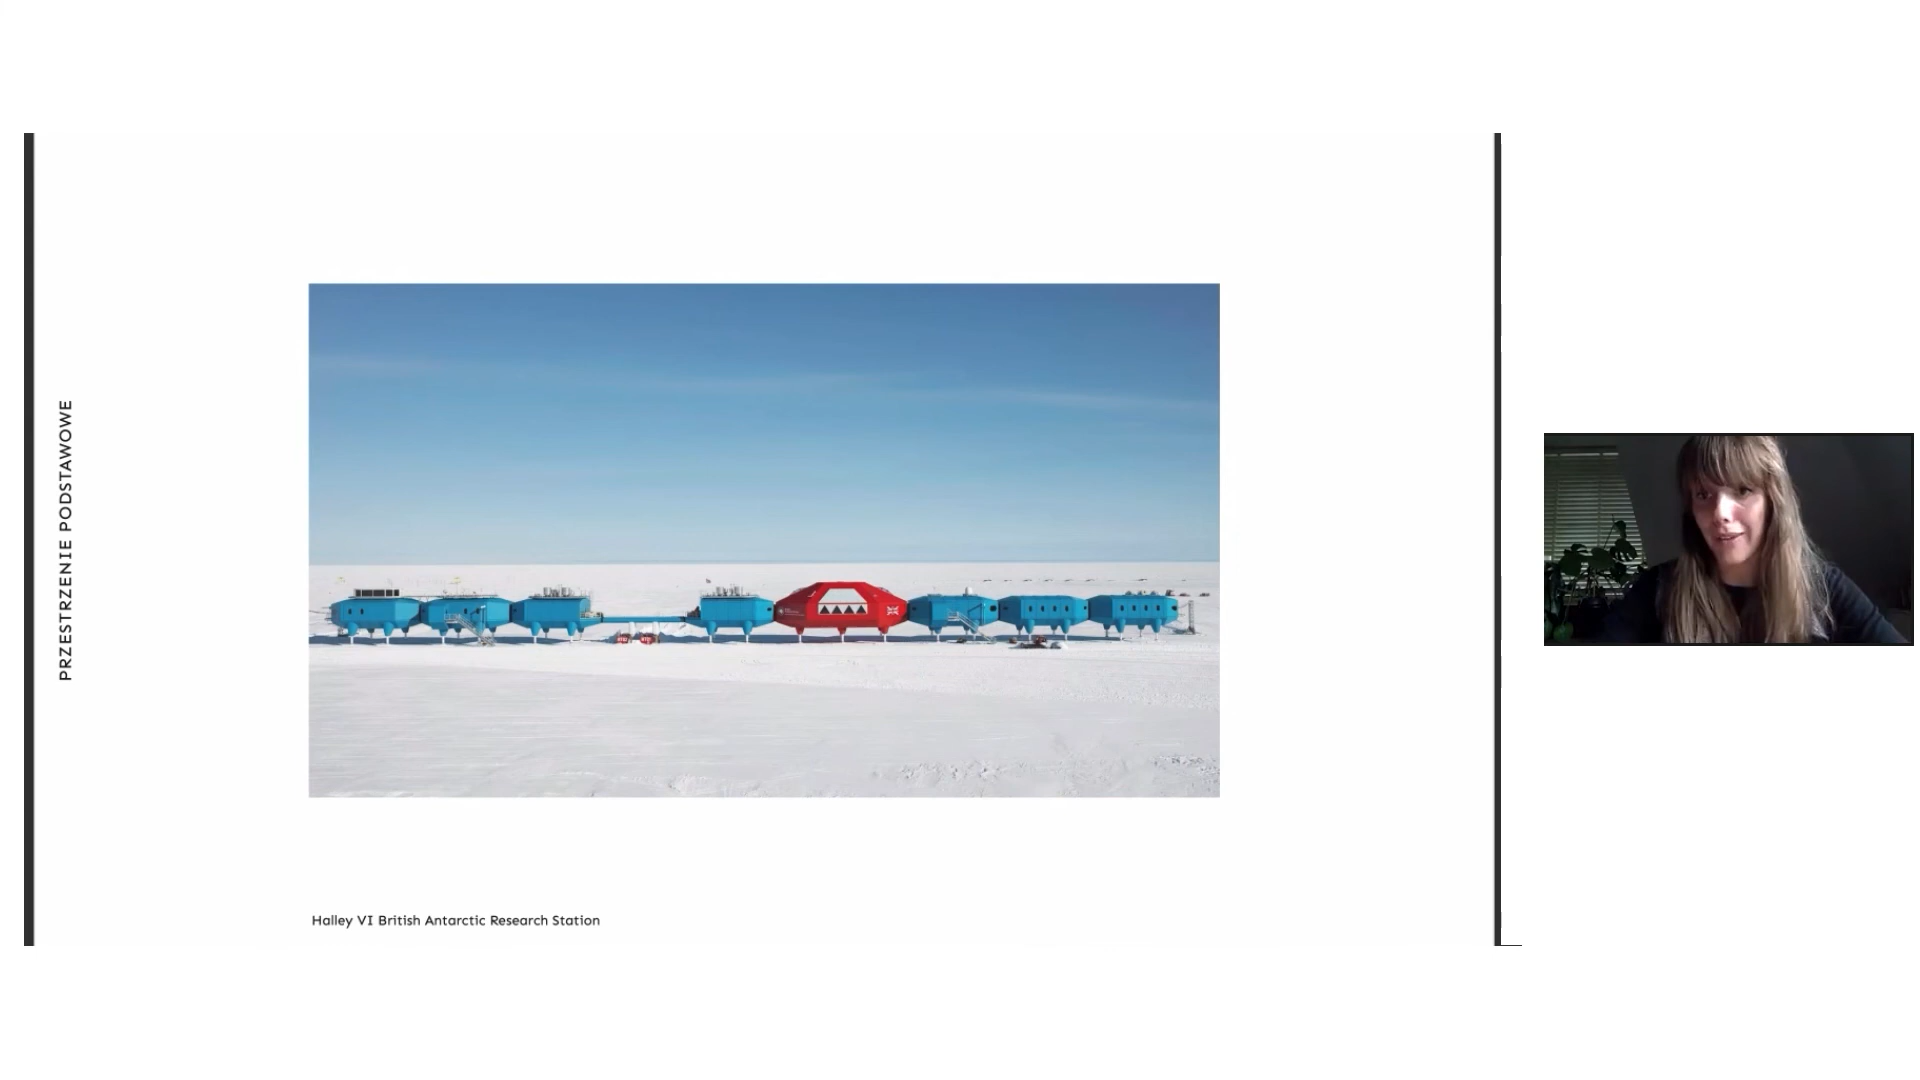 PRZESTRZENIE PODSTAWOWE
Halley VI British Antarctic Research Station